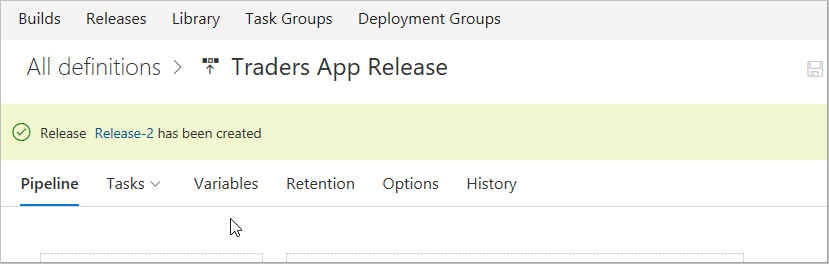 Builds Releases Library Task Groups Deployment Groups
All definitions > Traders App Release
Release Release-2 has been created
Pipeline Tasks Variables Retention Options History